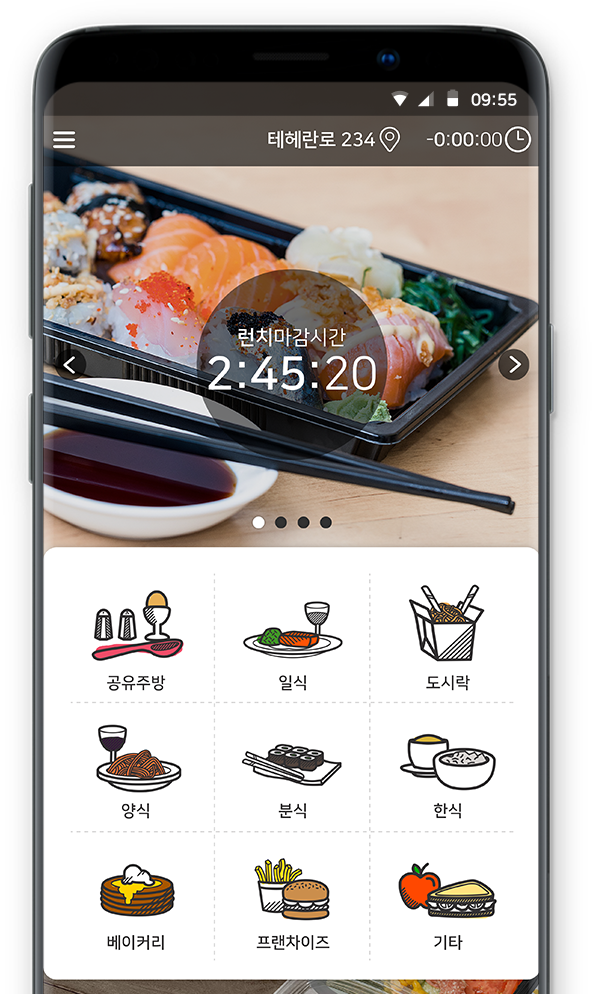 09:55
테헤란로 234
-0:00:00
런치마감시간
2:45:20
공유주방
일식
도시락
양식
분식
한식
베이커리
프랜차이즈
기타